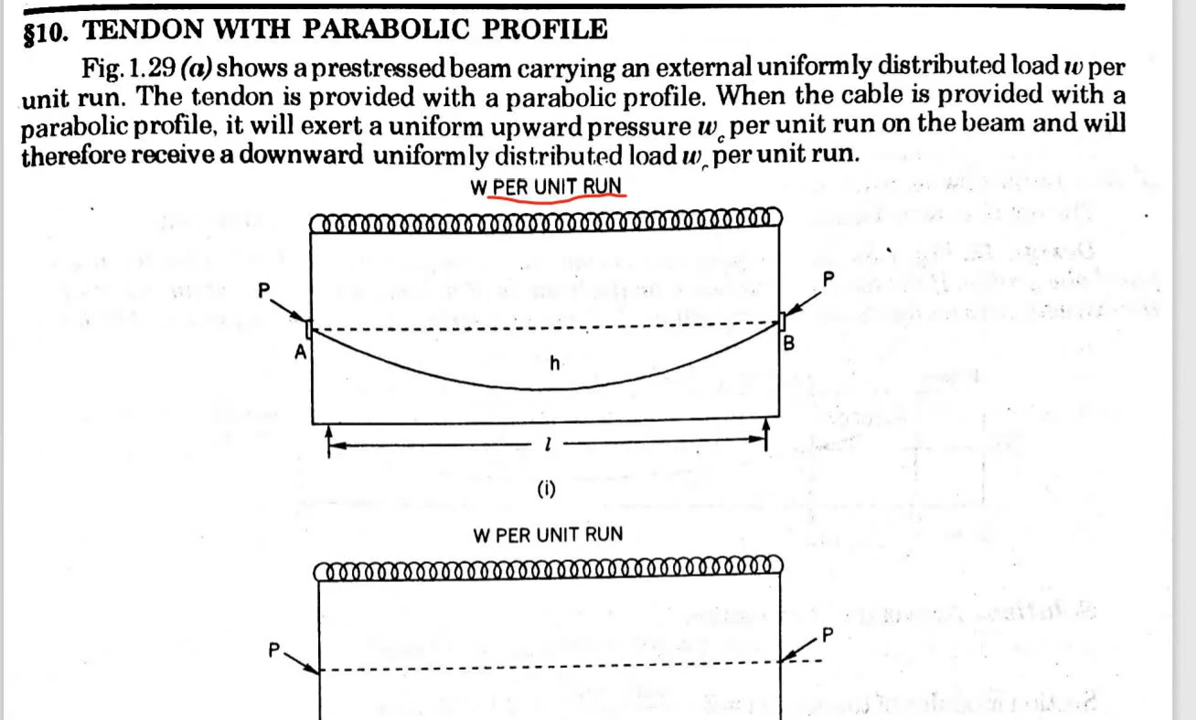 §10. TENDON WITH PARABOLIC PROFILE
Fig. 1.29 (a) shows a prestressed beam carrying an external uniformly distributed load w per
unit run. The tendon is provided with a parabolic profile. When the cable is provided with a
parabolic profile, it will exert a uniform upward pressure w_c per unit run on the beam and will
therefore receive a downward uniformly distributed load w_c per unit run.
W PER UNIT RUN
P
P
A
B
h
l
(i)
W PER UNIT RUN
P
P